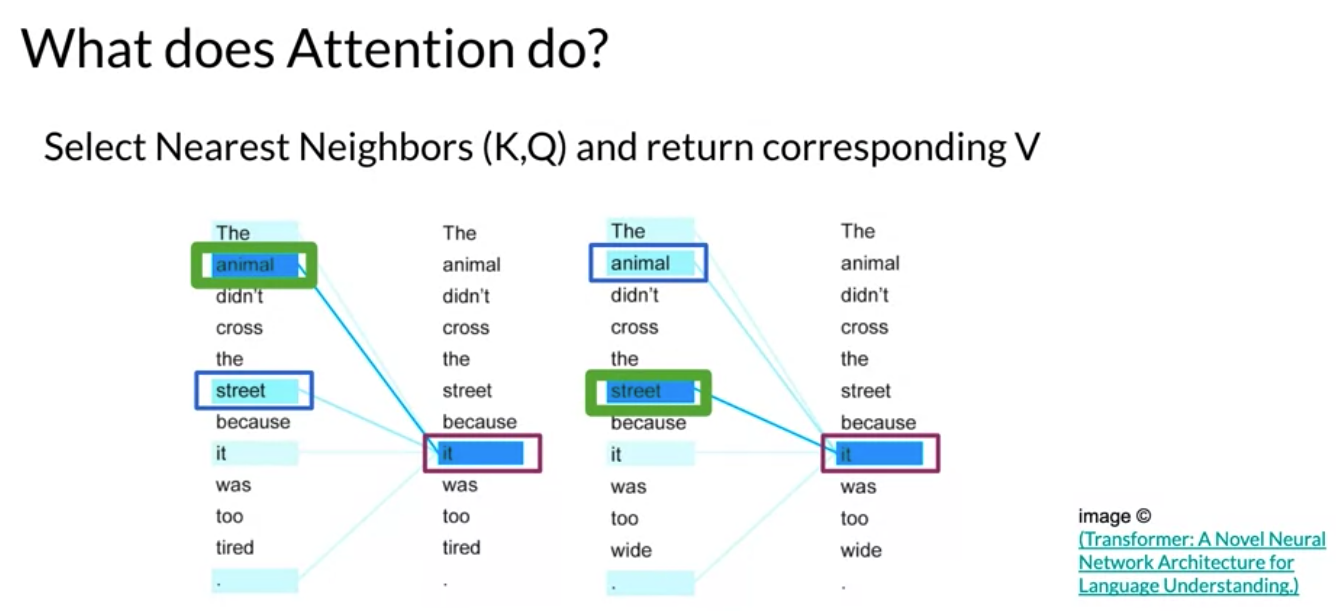 What does Attention do?
Select Nearest Neighbors (K,Q) and return corresponding V
The
animal
didn't
cross
the
street
because
it
was
too
tired
.
The
animal
didn't
cross
the
street
because
it
was
too
tired
.
The
animal
didn't
cross
the
street
because
it
was
too
wide
.
The
animal
didn't
cross
the
street
because
it
was
too
wide
.
image ©
(Transformer: A Novel Neural
Network Architecture for
Language Understanding.)